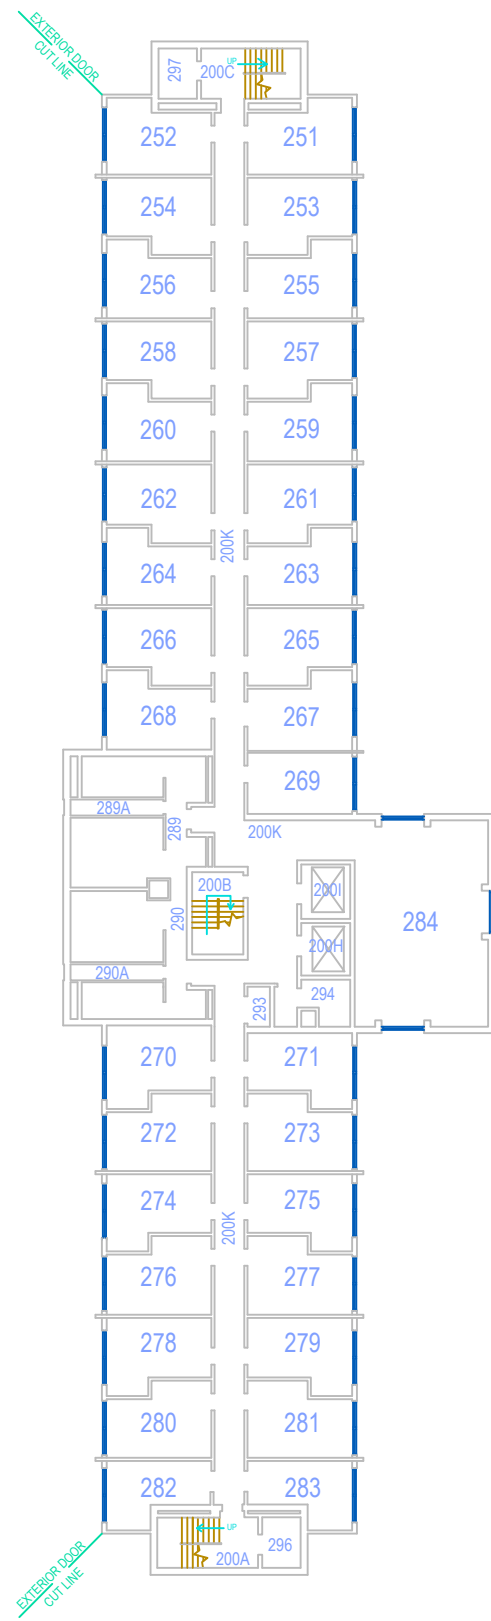 EXTERIOR DOOR
CUT LINE
297
200C
UP
252
251
254
253
256
255
258
257
260
259
262
261
200K
264
263
266
265
268
267
269
289A
289
200K
200B
200I
290
284
200H
290A
294
293
270
271
272
273
274
275
200K
276
277
278
279
280
281
282
283
UP
296
200A
EXTERIOR DOOR
CUT LINE